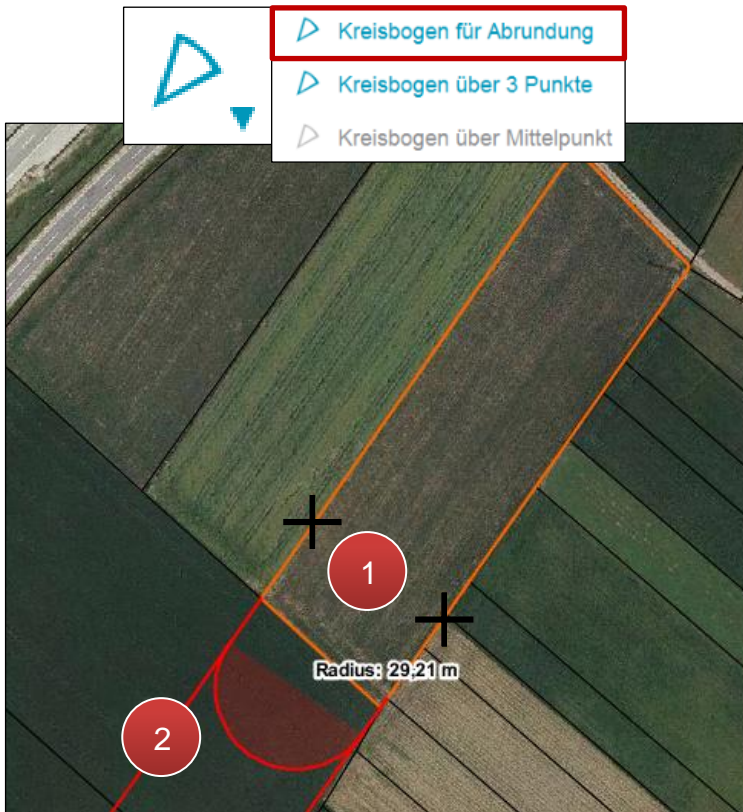 Kreisbogen für Abrundung
Kreisbogen über 3 Punkte
Kreisbogen über Mittelpunkt
1
Radius: 29,21 m
2